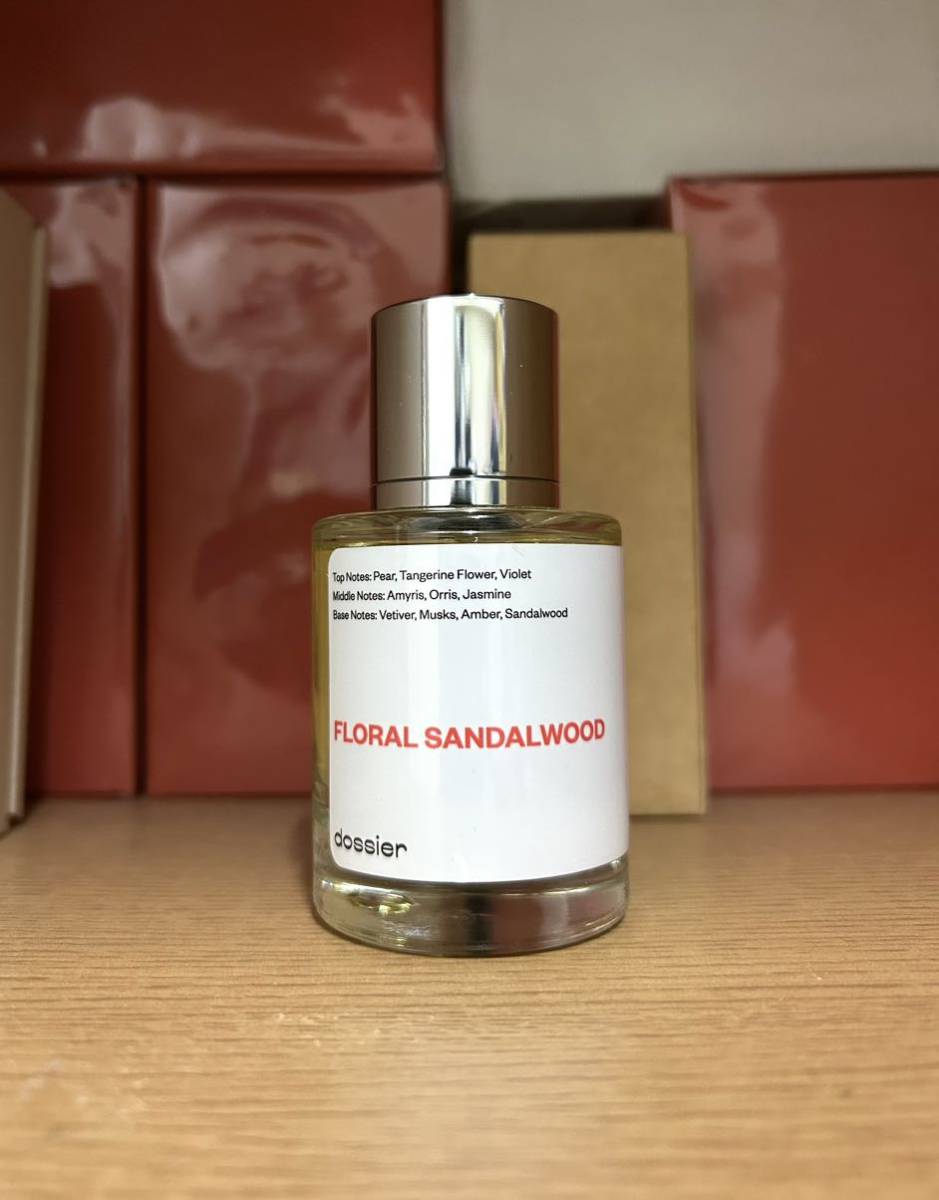 Top Notes: Pear, Tangerine Flower, Violet
Middle Notes: Amyris, Orris, Jasmine
Base Notes: Vetiver, Musks, Amber, Sandalwood
FLORAL SANDALWOOD
dossier